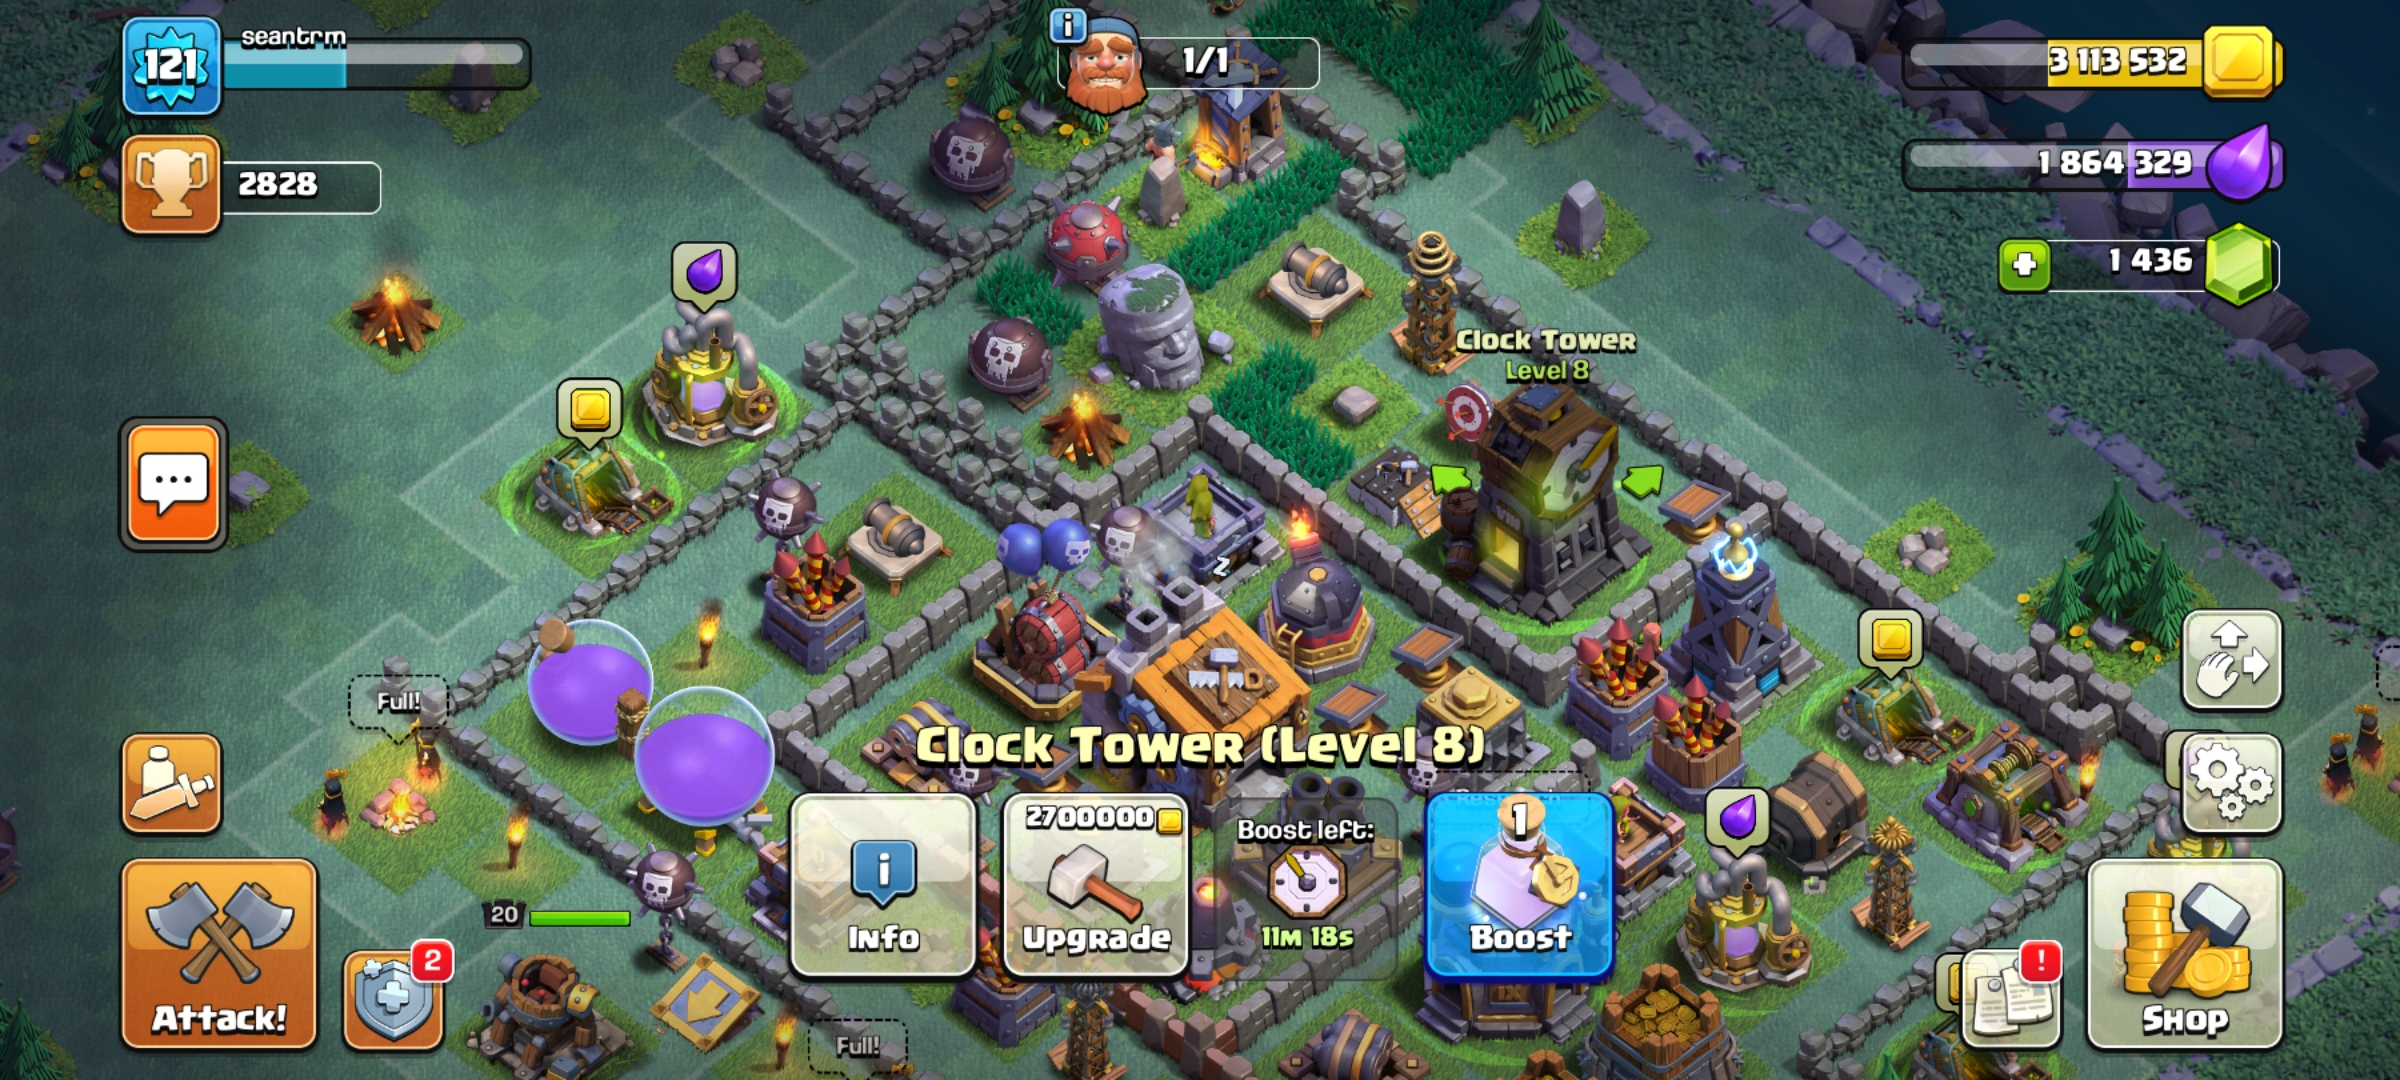 121
seantrm
1/1
3 113 532
2828
1 864 329
1 436
Clock Tower
Level 8
z
Full!
Clock Tower (Level 8)
2700000
Boost left:
1
20
Info
Upgrade
11m 18s
Boost
2
!
IX
Attack!
Full!
Shop